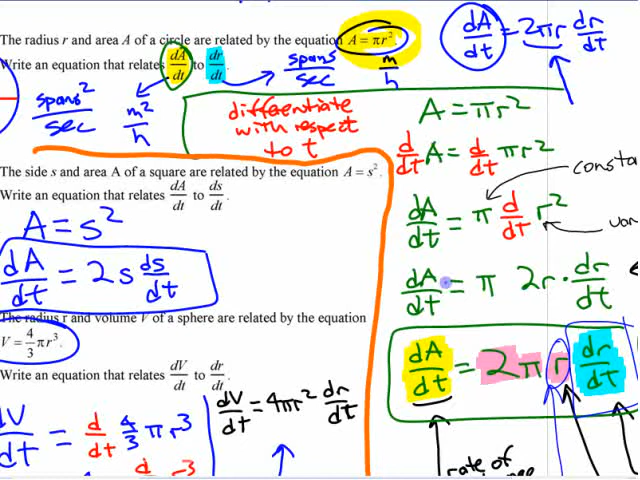 The radius r and area A of a circle are related by the equation A = πr²
Write an equation that relates dA/dt to dr/dt.
spans²/sec
m²/h
spans/sec
m/h
differentiate
with respect
to t
dA/dt = 2πr dr/dt
A = πr²
d/dt A = d/dt πr²
dA/dt = π d/dt r²
dA/dt = π 2r · dr/dt
dA/dt = 2πr dr/dt
rate of
The side s and area A of a square are related by the equation A = s².
Write an equation that relates dA/dt to ds/dt.
A = s²
dA/dt = 2s ds/dt
The radius r and volume V of a sphere are related by the equation
V = 4/3 πr³.
Write an equation that relates dV/dt to dr/dt.
dV/dt = d/dt 4/3 πr³
dV/dt = 4πr² dr/dt